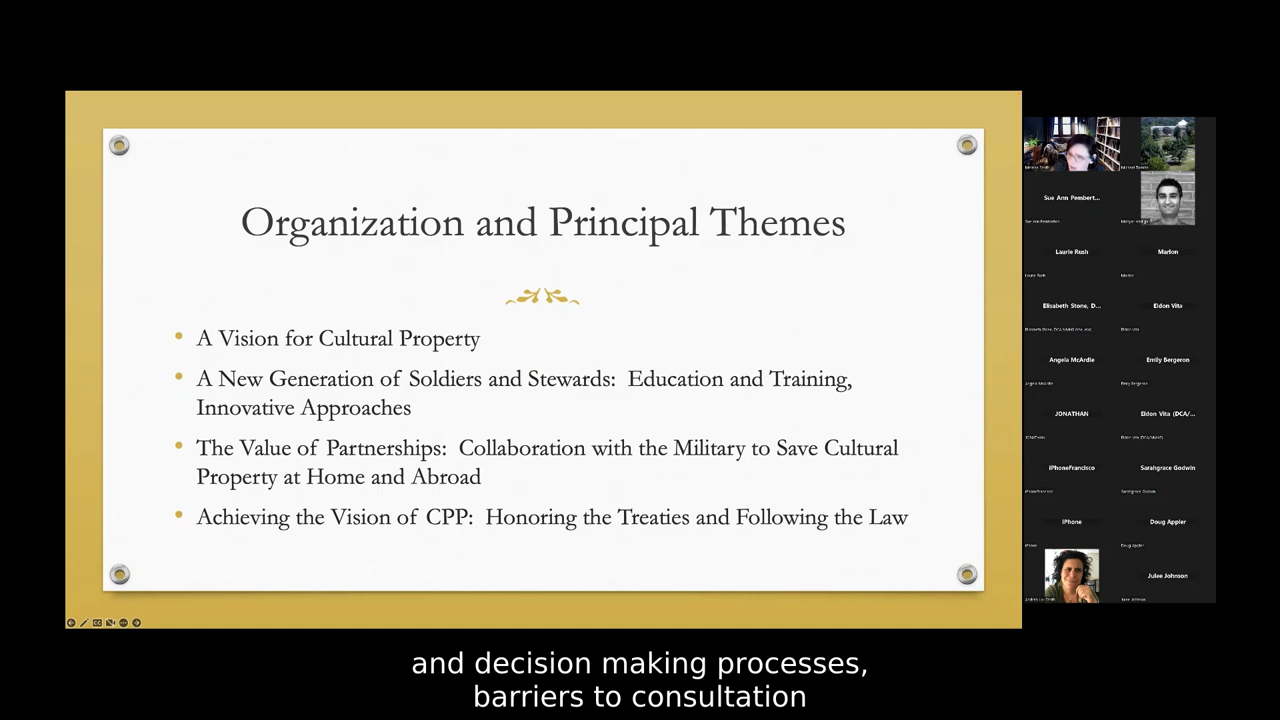 Organization and Principal Themes
• A Vision for Cultural Property
• A New Generation of Soldiers and Stewards: Education and Training,
Innovative Approaches
• The Value of Partnerships: Collaboration with the Military to Save Cultural
Property at Home and Abroad
• Achieving the Vision of CPP: Honoring the Treaties and Following the Law
Sue Ann Pembert...
Laurie Rush
Marlon
Elisabeth Stone, D...
Eldon Vita
Angela McArdle
Emily Bergeron
JONATHAN
Eldon Vita (DCA/...
iPhoneFrancisco
Sarahgrace Godwin
iPhone
Doug Appler
Julee Johnson
and decision making processes,
barriers to consultation